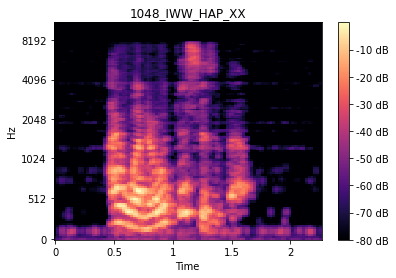 1048_IWW_HAP_XX
8192
4096
2048
1024
512
0
Hz
0
0.5
1
1.5
2
Time
-10 dB
-20 dB
-30 dB
-40 dB
-50 dB
-60 dB
-70 dB
-80 dB